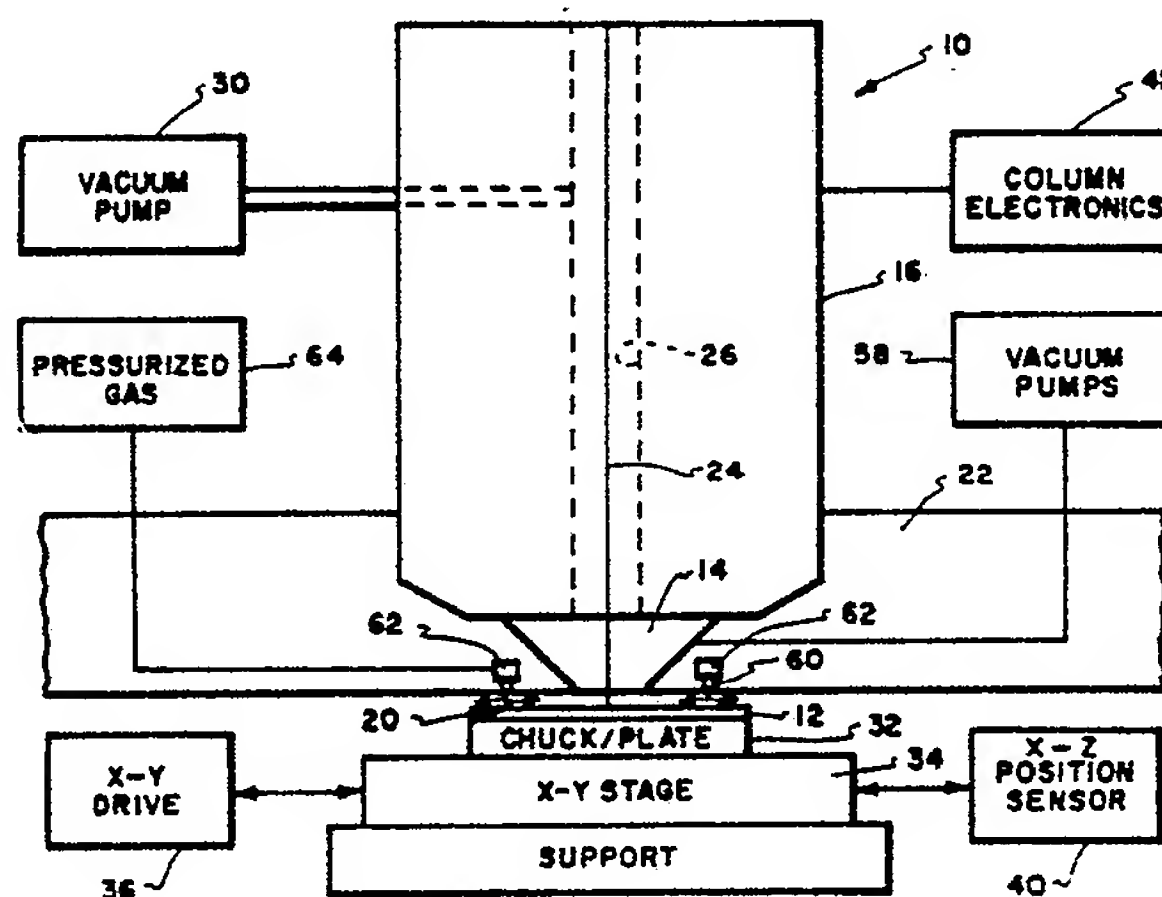 10
30
VACUUM
PUMP
COLUMN
ELECTRONICS
16
PRESSURIZED
GAS
64
26
58
VACUUM
PUMPS
24
22
14
62
62
60
20
12
CHUCK/PLATE
32
X-Y
DRIVE
X-Y STAGE
34
X-Z
POSITION
SENSOR
SUPPORT
36
40